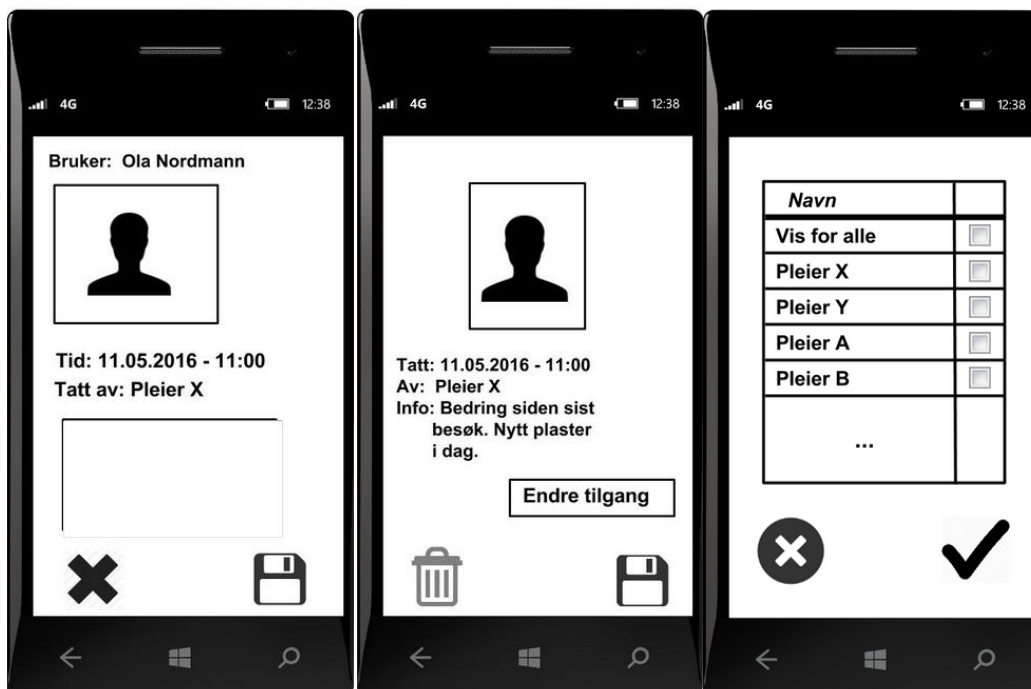 4G 12:38
Bruker: Ola Nordmann
Tid: 11.05.2016 - 11:00
Tatt av: Pleier X
4G 12:38
Tatt: 11.05.2016 - 11:00
Av: Pleier X
Info: Bedring siden sist
besøk. Nytt plaster
i dag.
Endre tilgang
4G 12:38
Navn
Vis for alle
Pleier X
Pleier Y
Pleier A
Pleier B
...